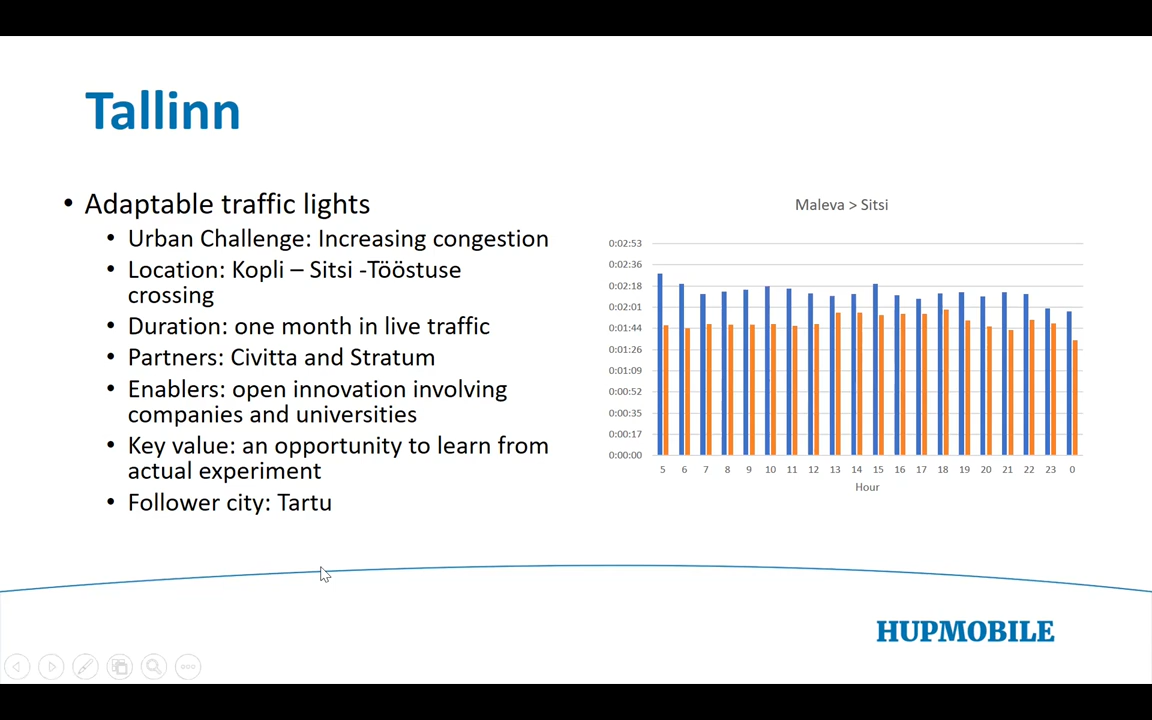 Tallinn
• Adaptable traffic lights
• Urban Challenge: Increasing congestion
• Location: Kopli – Sitsi -Tööstuse
crossing
• Duration: one month in live traffic
• Partners: Civitta and Stratum
• Enablers: open innovation involving
companies and universities
• Key value: an opportunity to learn from
actual experiment
• Follower city: Tartu
Maleva > Sitsi
0:02:53
0:02:36
0:02:18
0:02:01
0:01:44
0:01:26
0:01:09
0:00:52
0:00:35
0:00:17
0:00:00
5 6 7 8 9 10 11 12 13 14 15 16 17 18 19 20 21 22 23 0
Hour
HUPMOBILE